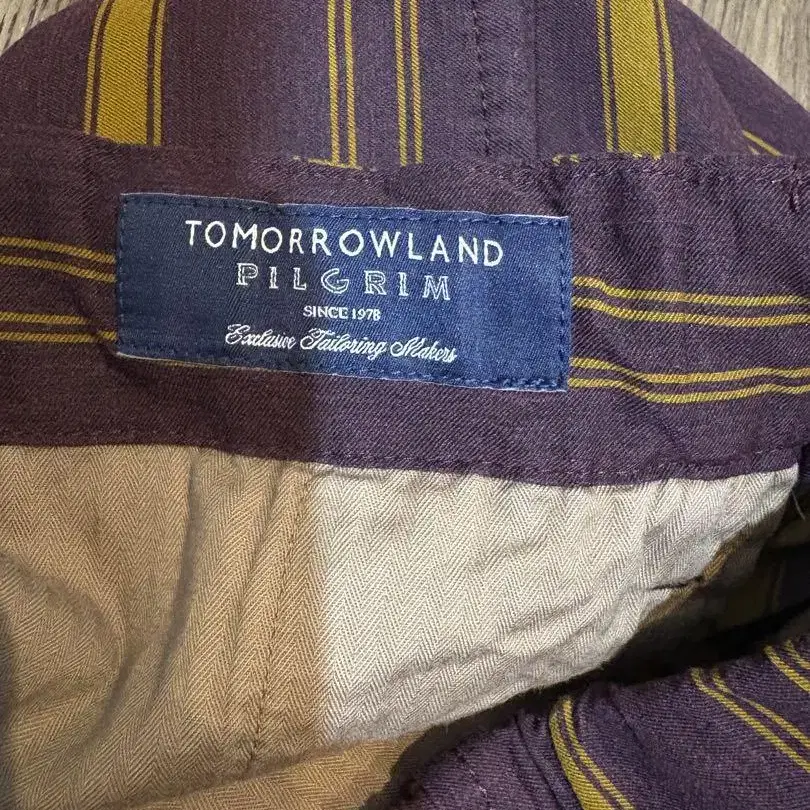 TOMORROWLAND
PILGRIM
SINCE 1978
Exclusive Tailoring Makers